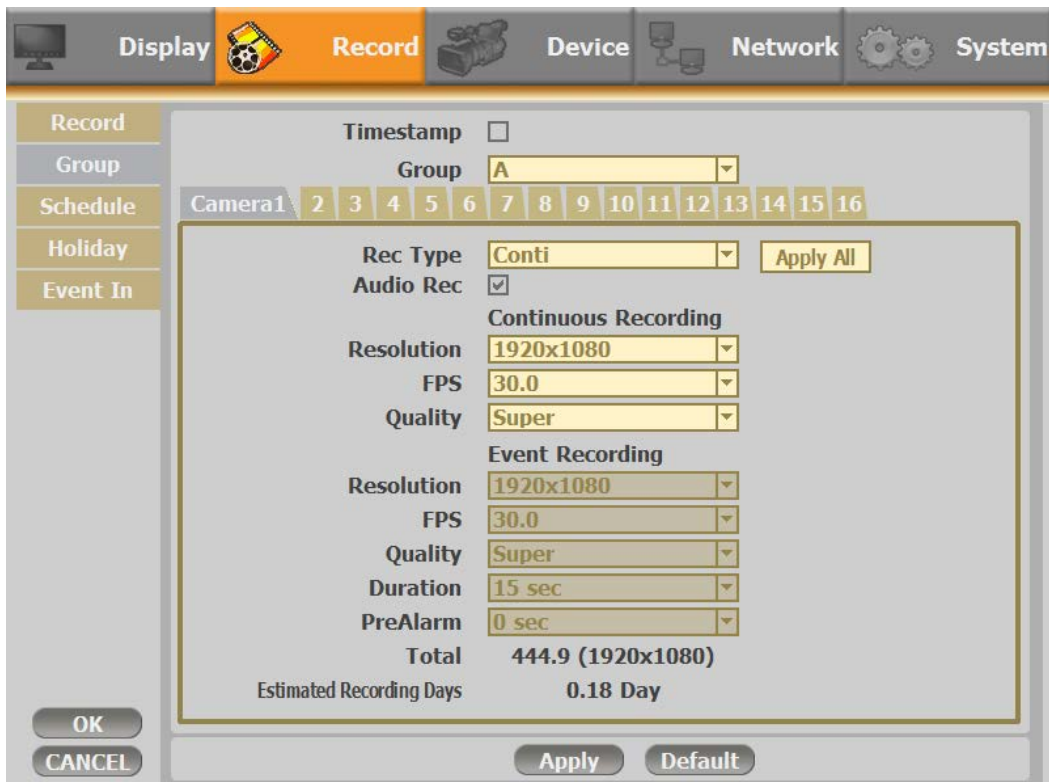 Display Record Device Network System
Record
Group
Schedule
Holiday
Event In
OK
CANCEL
Timestamp
Group A
Camera1 2 3 4 5 6 7 8 9 10 11 12 13 14 15 16
Rec Type Conti Apply All
Audio Rec
Continuous Recording
Resolution 1920x1080
FPS 30.0
Quality Super
Event Recording
Resolution 1920x1080
FPS 30.0
Quality Super
Duration 15 sec
PreAlarm 0 sec
Total 444.9 (1920x1080)
Estimated Recording Days 0.18 Day
Apply Default